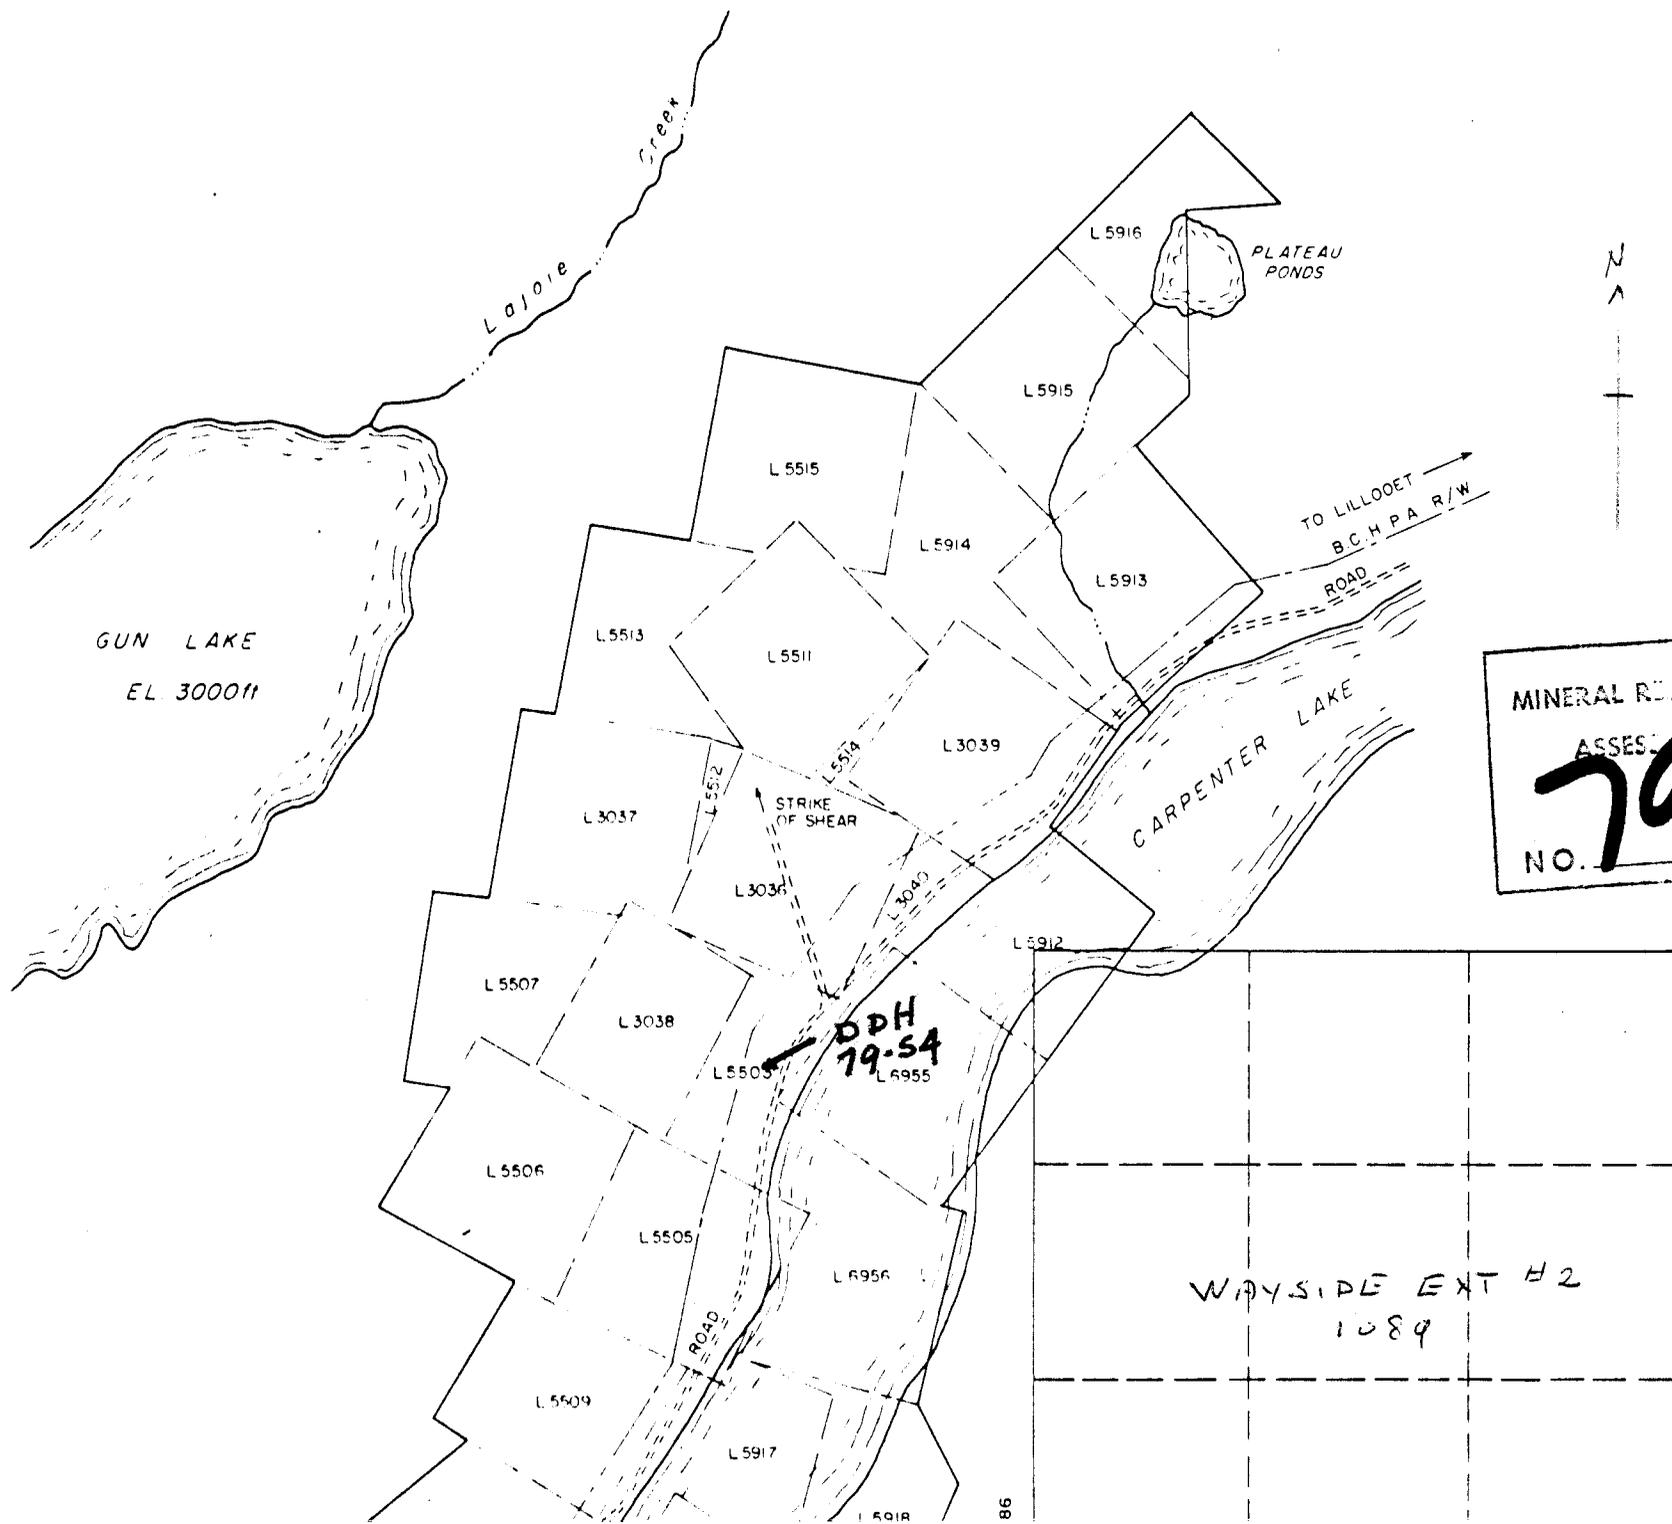 Lajoie Creek
L 5916
PLATEAU
PONDS
N
L 5915
L 5515
TO LILLOOET
B.C.H P A R/W
L 5914
L 5913
ROAD
GUN LAKE
EL. 3000ft
L 5513
L 5511
L 3039
CARPENTER LAKE
MINERAL
ASSES
NO. 79
L 5514
L 5512
STRIKE
OF SHEAR
L 3037
L 3036
L 3040
L 5912
L 5507
L 3038
DDH
79-54
L 6955
L 5506
L 5505
L 6956
WAYSIDE EXT #2
1089
ROAD
L 5509
L 5917
L 5918
86